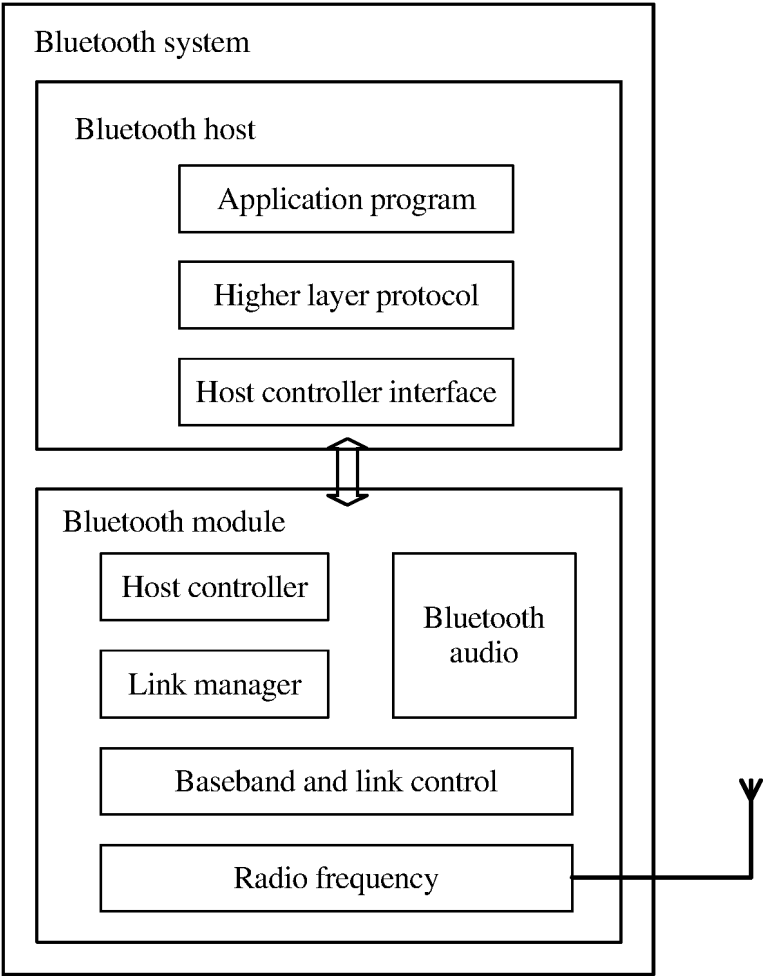 Bluetooth system
Bluetooth host
Application program
Higher layer protocol
Host controller interface
Bluetooth module
Host controller
Bluetooth
audio
Link manager
Baseband and link control
Radio frequency